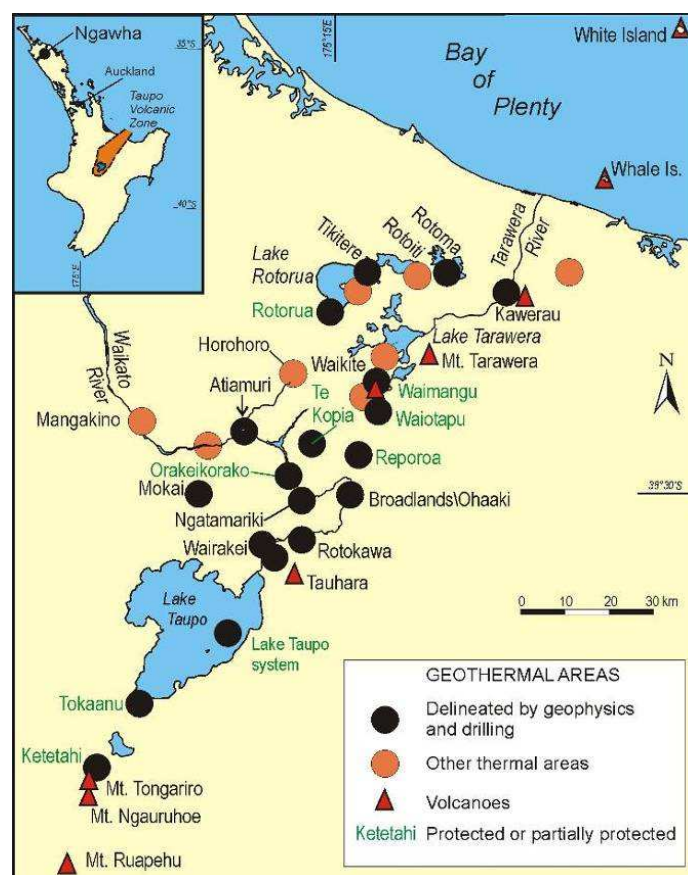 Ngawha
35°S
Auckland
Taupo
Volcanic
Zone
40°S
175°E
175°15'E
White Island
Bay
of
Plenty
Whale Is.
Tikitere
Rotoiti
Rotoma
Tarawera
River
Lake
Rotorua
Rotorua
Kawerau
Lake Tarawera
Mt. Tarawera
Horohoro
Waikite
Waikato
River
Atiamuri
Te
Kopia
Waimangu
Waiotapu
N
Mangakino
Reporoa
Orakeikorako
Mokai
Broadlands\Ohaaki
38°30'S
Ngatamariki
Wairakei
Rotokawa
Tauhara
Lake
Taupo
0 10 20 30 km
Lake Taupo
system
Tokaanu
Ketetahi
Mt. Tongariro
Mt. Ngauruhoe
Mt. Ruapehu
GEOTHERMAL AREAS
Delineated by geophysics
and drilling
Other thermal areas
Volcanoes
Ketetahi Protected or partially protected